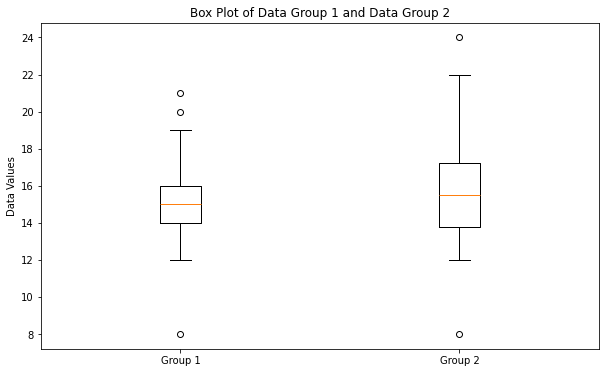 Box Plot of Data Group 1 and Data Group 2
24
22
20
18
16
14
12
10
8
Data Values
Group 1
Group 2